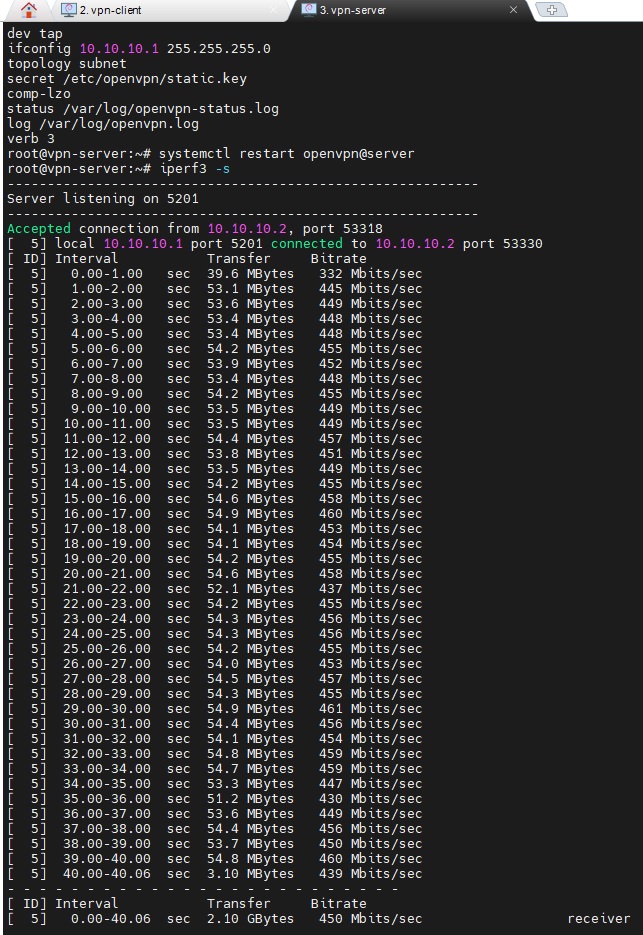 2. vpn-client × 3. vpn-server ×
dev tap
ifconfig 10.10.10.1 255.255.255.0
topology subnet
secret /etc/openvpn/static.key
comp-lzo
status /var/log/openvpn-status.log
log /var/log/openvpn.log
verb 3
root@vpn-server:~# systemctl restart openvpn@server
root@vpn-server:~# iperf3 -s
-----------------------------------------------------------
Server listening on 5201
-----------------------------------------------------------
Accepted connection from 10.10.10.2, port 53318
[  5] local 10.10.10.1 port 5201 connected to 10.10.10.2 port 53330
[ ID] Interval           Transfer     Bitrate
[  5]   0.00-1.00   sec  39.6 MBytes   332 Mbits/sec
[  5]   1.00-2.00   sec  53.1 MBytes   445 Mbits/sec
[  5]   2.00-3.00   sec  53.6 MBytes   449 Mbits/sec
[  5]   3.00-4.00   sec  53.4 MBytes   448 Mbits/sec
[  5]   4.00-5.00   sec  53.4 MBytes   448 Mbits/sec
[  5]   5.00-6.00   sec  54.2 MBytes   455 Mbits/sec
[  5]   6.00-7.00   sec  53.9 MBytes   452 Mbits/sec
[  5]   7.00-8.00   sec  53.4 MBytes   448 Mbits/sec
[  5]   8.00-9.00   sec  54.2 MBytes   455 Mbits/sec
[  5]   9.00-10.00  sec  53.5 MBytes   449 Mbits/sec
[  5]  10.00-11.00  sec  53.5 MBytes   449 Mbits/sec
[  5]  11.00-12.00  sec  54.4 MBytes   457 Mbits/sec
[  5]  12.00-13.00  sec  53.8 MBytes   451 Mbits/sec
[  5]  13.00-14.00  sec  53.5 MBytes   449 Mbits/sec
[  5]  14.00-15.00  sec  54.2 MBytes   455 Mbits/sec
[  5]  15.00-16.00  sec  54.6 MBytes   458 Mbits/sec
[  5]  16.00-17.00  sec  54.9 MBytes   460 Mbits/sec
[  5]  17.00-18.00  sec  54.1 MBytes   453 Mbits/sec
[  5]  18.00-19.00  sec  54.1 MBytes   454 Mbits/sec
[  5]  19.00-20.00  sec  54.2 MBytes   455 Mbits/sec
[  5]  20.00-21.00  sec  54.6 MBytes   458 Mbits/sec
[  5]  21.00-22.00  sec  52.1 MBytes   437 Mbits/sec
[  5]  22.00-23.00  sec  54.2 MBytes   455 Mbits/sec
[  5]  23.00-24.00  sec  54.3 MBytes   456 Mbits/sec
[  5]  24.00-25.00  sec  54.3 MBytes   456 Mbits/sec
[  5]  25.00-26.00  sec  54.2 MBytes   455 Mbits/sec
[  5]  26.00-27.00  sec  54.0 MBytes   453 Mbits/sec
[  5]  27.00-28.00  sec  54.5 MBytes   457 Mbits/sec
[  5]  28.00-29.00  sec  54.3 MBytes   455 Mbits/sec
[  5]  29.00-30.00  sec  54.9 MBytes   461 Mbits/sec
[  5]  30.00-31.00  sec  54.4 MBytes   456 Mbits/sec
[  5]  31.00-32.00  sec  54.1 MBytes   454 Mbits/sec
[  5]  32.00-33.00  sec  54.8 MBytes   459 Mbits/sec
[  5]  33.00-34.00  sec  54.7 MBytes   459 Mbits/sec
[  5]  34.00-35.00  sec  53.3 MBytes   447 Mbits/sec
[  5]  35.00-36.00  sec  51.2 MBytes   430 Mbits/sec
[  5]  36.00-37.00  sec  53.6 MBytes   449 Mbits/sec
[  5]  37.00-38.00  sec  54.4 MBytes   456 Mbits/sec
[  5]  38.00-39.00  sec  53.7 MBytes   450 Mbits/sec
[  5]  39.00-40.00  sec  54.8 MBytes   460 Mbits/sec
[  5]  40.00-40.06  sec  3.10 MBytes   439 Mbits/sec
- - - - - - - - - - - - - - - - - - - - - - - - -
[ ID] Interval           Transfer     Bitrate
[  5]   0.00-40.06  sec  2.10 GBytes   450 Mbits/sec                  receiver